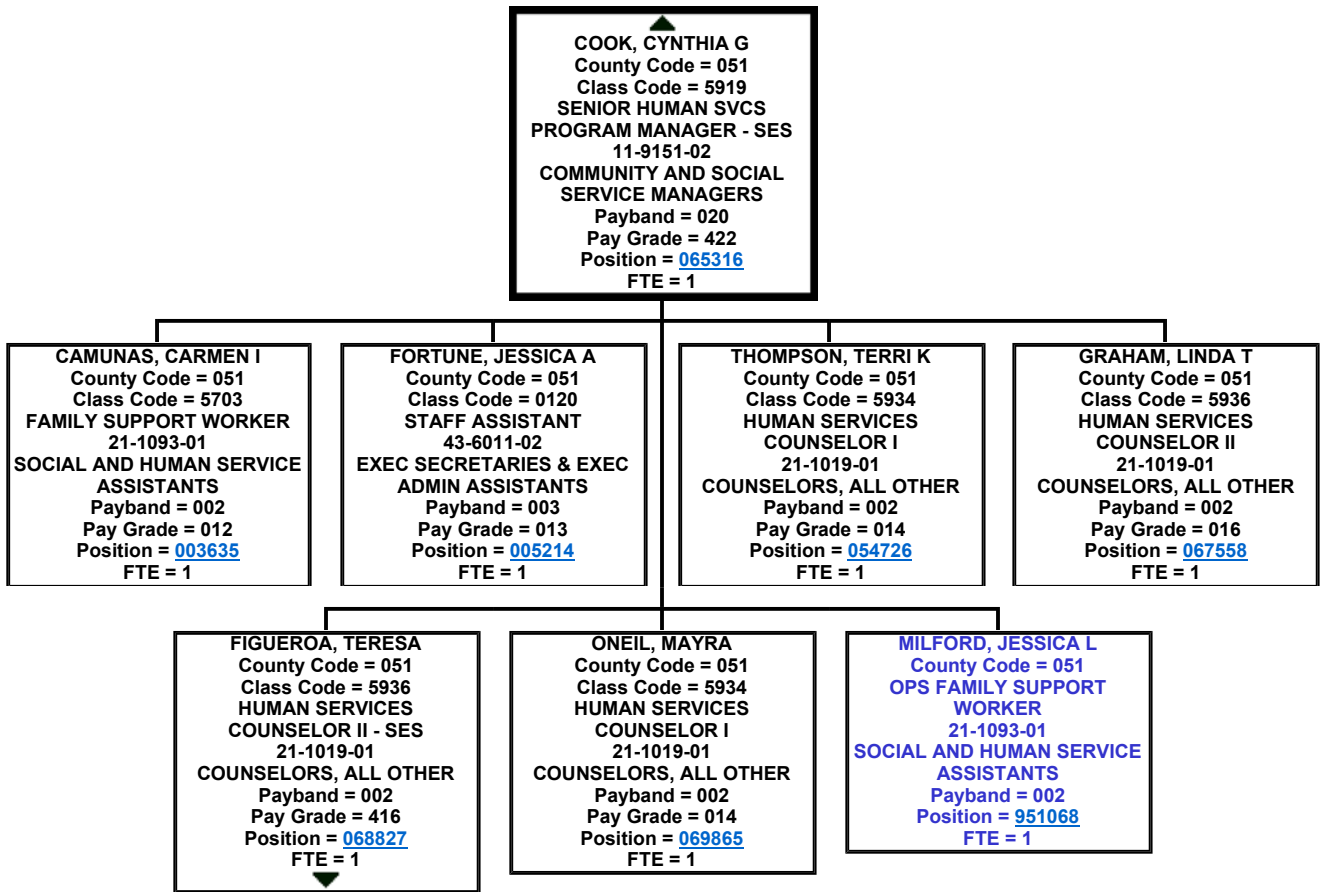 COOK, CYNTHIA G
County Code = 051
Class Code = 5919
SENIOR HUMAN SVCS
PROGRAM MANAGER - SES
11-9151-02
COMMUNITY AND SOCIAL
SERVICE MANAGERS
Payband = 020
Pay Grade = 422
Position = 065316
FTE = 1
CAMUNAS, CARMEN I
County Code = 051
Class Code = 5703
FAMILY SUPPORT WORKER
21-1093-01
SOCIAL AND HUMAN SERVICE
ASSISTANTS
Payband = 002
Pay Grade = 012
Position = 003635
FTE = 1
FORTUNE, JESSICA A
County Code = 051
Class Code = 0120
STAFF ASSISTANT
43-6011-02
EXEC SECRETARIES & EXEC
ADMIN ASSISTANTS
Payband = 003
Pay Grade = 013
Position = 005214
FTE = 1
THOMPSON, TERRI K
County Code = 051
Class Code = 5934
HUMAN SERVICES
COUNSELOR I
21-1019-01
COUNSELORS, ALL OTHER
Payband = 002
Pay Grade = 014
Position = 054726
FTE = 1
GRAHAM, LINDA T
County Code = 051
Class Code = 5936
HUMAN SERVICES
COUNSELOR II
21-1019-01
COUNSELORS, ALL OTHER
Payband = 002
Pay Grade = 016
Position = 067558
FTE = 1
FIGUEROA, TERESA
County Code = 051
Class Code = 5936
HUMAN SERVICES
COUNSELOR II - SES
21-1019-01
COUNSELORS, ALL OTHER
Payband = 002
Pay Grade = 416
Position = 068827
FTE = 1
ONEIL, MAYRA
County Code = 051
Class Code = 5934
HUMAN SERVICES
COUNSELOR I
21-1019-01
COUNSELORS, ALL OTHER
Payband = 002
Pay Grade = 014
Position = 069865
FTE = 1
MILFORD, JESSICA L
County Code = 051
OPS FAMILY SUPPORT
WORKER
21-1093-01
SOCIAL AND HUMAN SERVICE
ASSISTANTS
Payband = 002
Position = 951068
FTE = 1